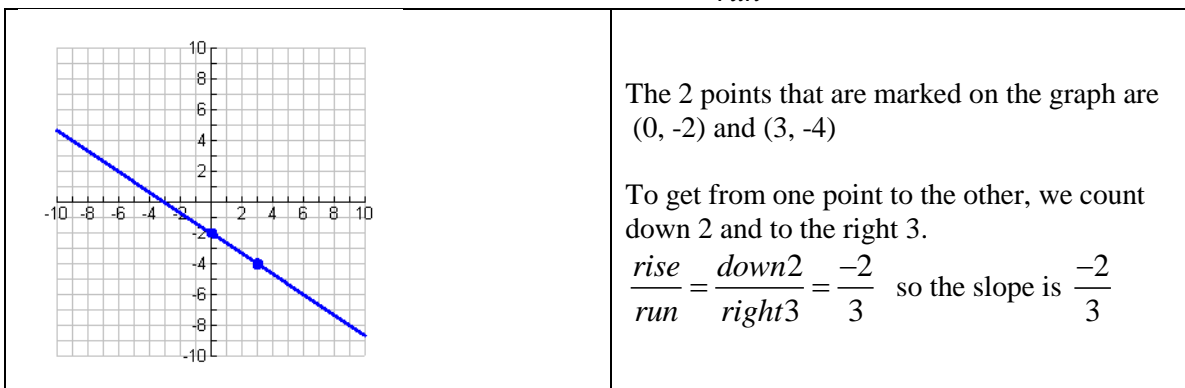 10
8
6
4
2
-10 -8 -6 -4 -2 2 4 6 8 10
-2
-4
-6
-8
-10
The 2 points that are marked on the graph are
(0, -2) and (3, -4)
To get from one point to the other, we count
down 2 and to the right 3.
rise/run = down2/right3 = −2/3 so the slope is −2/3